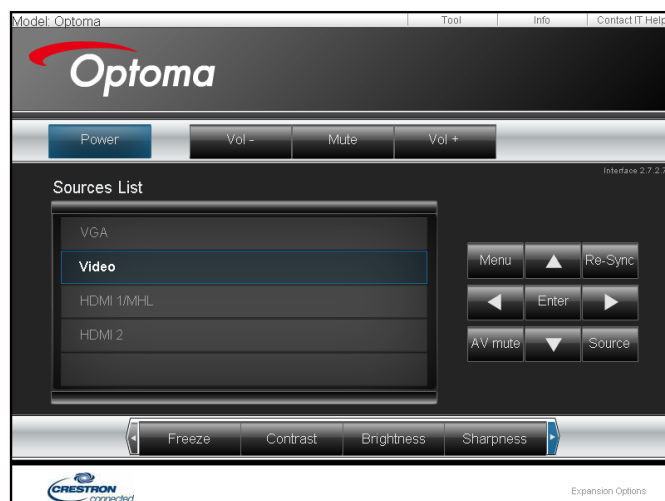 Model: Optoma
Tool
Info
Contact IT Help
Optoma
Power
Vol -
Mute
Vol +
Interface 2.7.2.7
Sources List
VGA
Video
HDMI 1/MHL
HDMI 2
Menu
Re-Sync
Enter
AV mute
Source
Freeze
Contrast
Brightness
Sharpness
CRESTRON
connected
Expansion Options